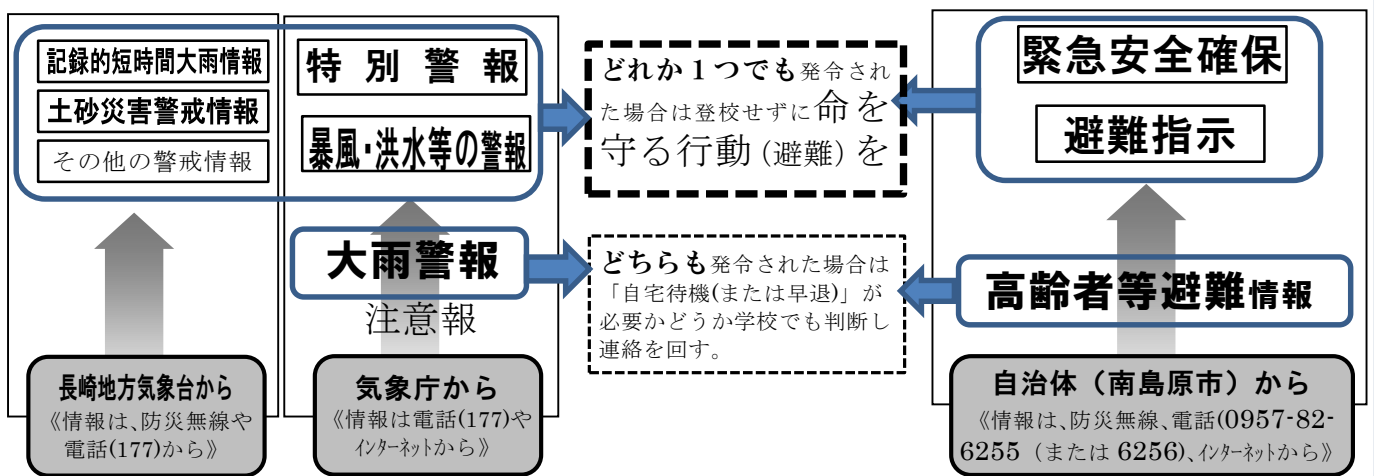 記録的短時間大雨情報
土砂災害警戒情報
その他の警戒情報
長崎地方気象台から
《情報は、防災無線や
電話(177)から》
特別警報
暴風・洪水等の警報
大雨警報
注意報
気象庁から
《情報は電話(177)や
インターネットから》
どれか１つでも発令され
た場合は登校せずに命を
守る行動(避難)を
どちらも発令された場合は
「自宅待機(または早退)」が
必要かどうか学校でも判断し
連絡を回す。
緊急安全確保
避難指示
高齢者等避難情報
自治体（南島原市）から
《情報は、防災無線、電話(0957-82-
6255（または 6256)、インターネットから》